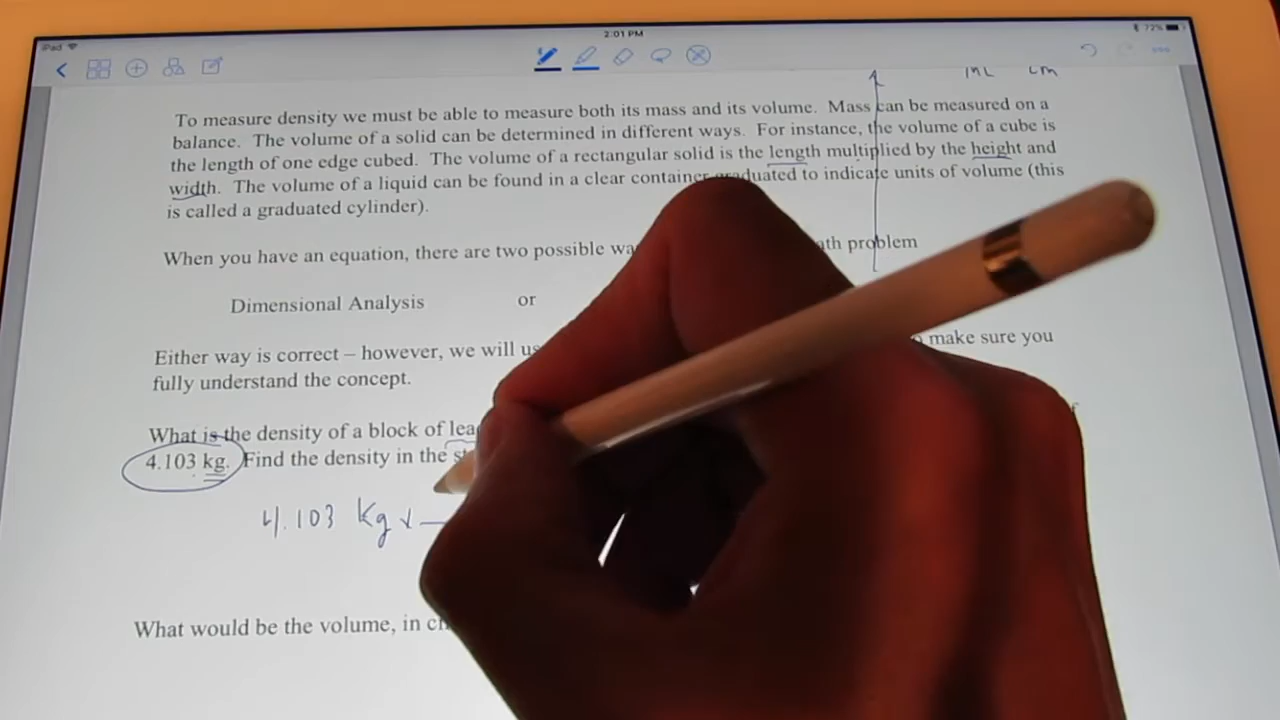 iPad 2:01 PM 72%
mL cm
To measure density we must be able to measure both its mass and its volume. Mass can be measured on a
balance. The volume of a solid can be determined in different ways. For instance, the volume of a cube is
the length of one edge cubed. The volume of a rectangular solid is the length multiplied by the height and
width. The volume of a liquid can be found in a clear container graduated to indicate units of volume (this
is called a graduated cylinder).
When you have an equation, there are two possible problem
Dimensional Analysis or
Either way is correct – however, we will make sure you
fully understand the concept.
What is the density of a block of
4.103 kg. Find the density in the
4.103 Kg x
What would be the volume, in